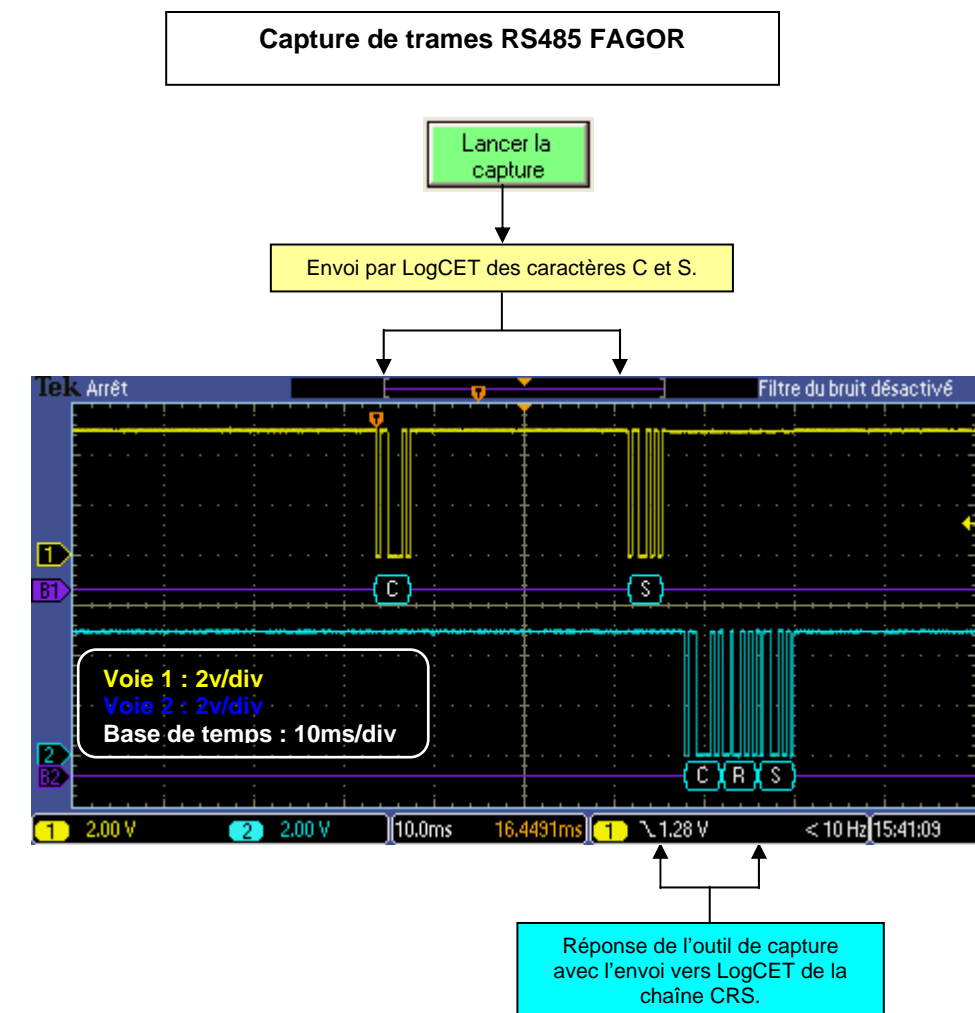 Capture de trames RS485 FAGOR
Lancer la
capture
Envoi par LogCET des caractères C et S.
Tek Arrêt
Filtre du bruit désactivé
T
T
1
B1
C
S
Voie 1 : 2v/div
Voie 2 : 2v/div
Base de temps : 10ms/div
2
B2
C R S
1 2.00 V 2 2.00 V 10.0ms 16.4491ms 1 1.28 V < 10 Hz 15:41:09
Réponse de l'outil de capture
avec l'envoi vers LogCET de la
chaîne CRS.